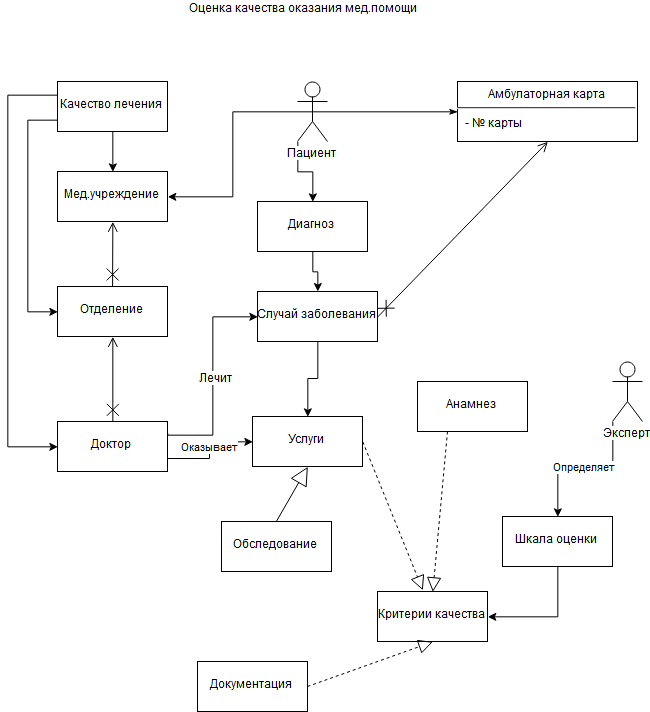 Оценка качества оказания мед.помощи
Качество лечения
Амбулаторная карта
- № карты
Пациент
Мед.учреждение
Диагноз
Отделение
Случай заболевания
Лечит
Анамнез
Эксперт
Доктор
Оказывает
Услуги
Определяет
Обследование
Шкала оценки
Критерии качества
Документация